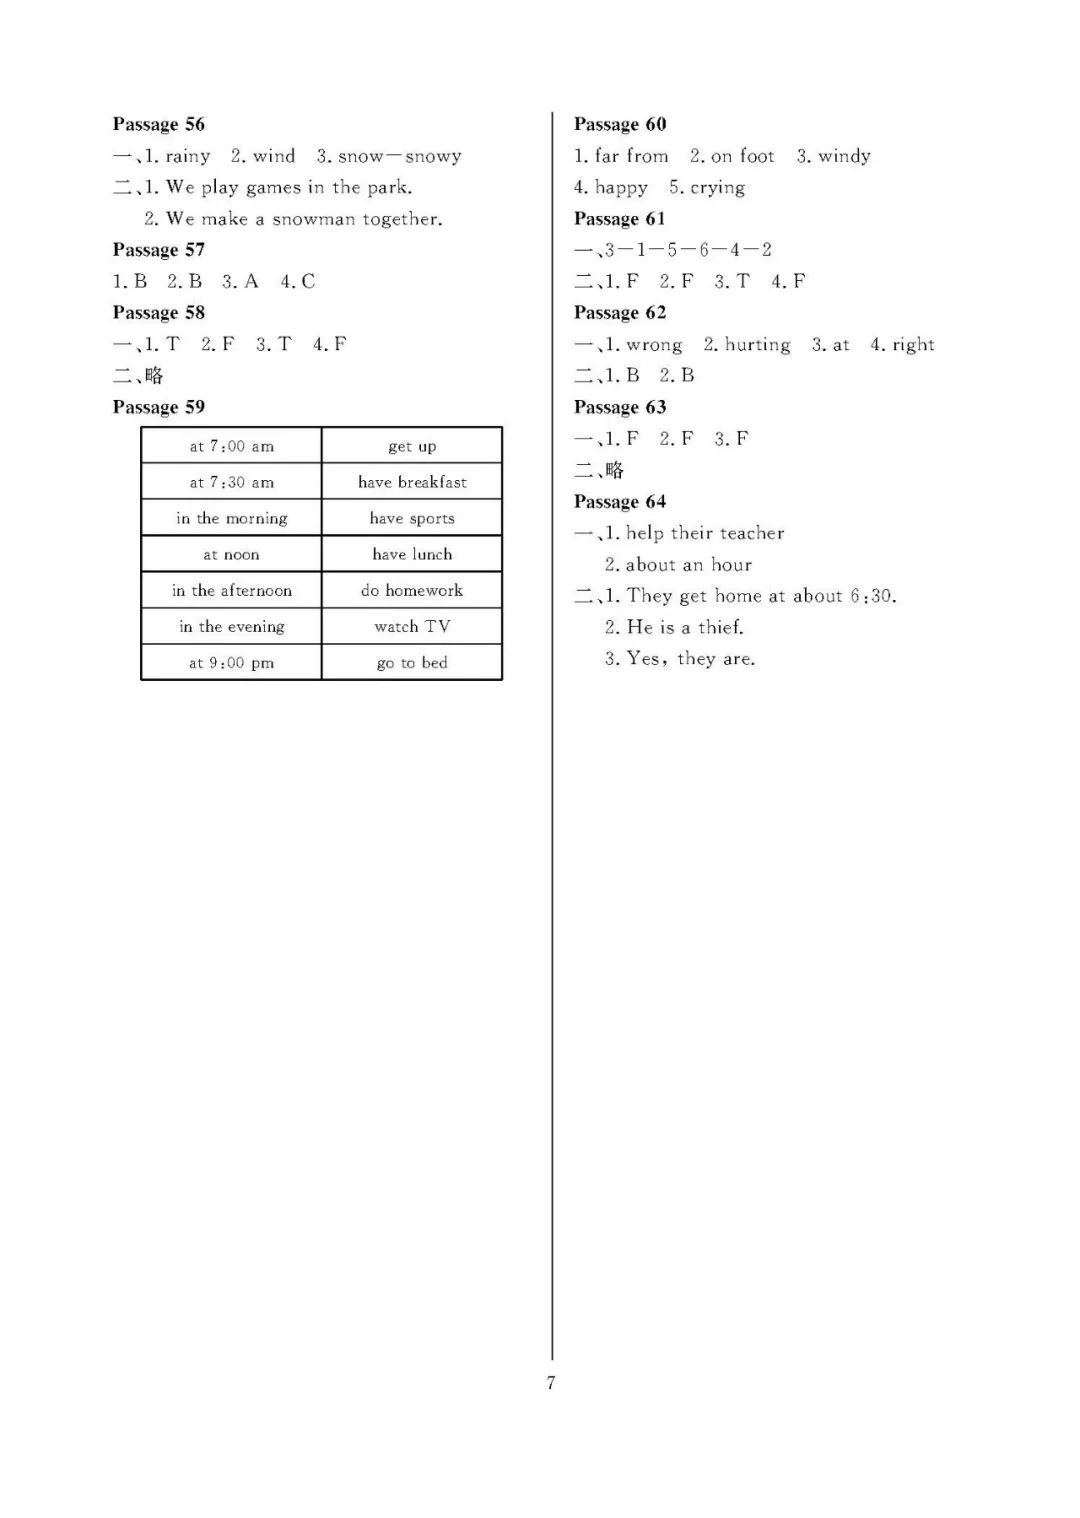 Passage 56
一、1. rainy 2. wind 3. snow—snowy
二、1. We play games in the park.
2. We make a snowman together.
Passage 57
1. B 2. B 3. A 4. C
Passage 58
一、1. T 2. F 3. T 4. F
二、略
Passage 59
at 7:00 am get up
at 7:30 am have breakfast
in the morning have sports
at noon have lunch
in the afternoon do homework
in the evening watch TV
at 9:00 pm go to bed
Passage 60
1. far from 2. on foot 3. windy
4. happy 5. crying
Passage 61
一、3—1—5—6—4—2
二、1. F 2. F 3. T 4. F
Passage 62
一、1. wrong 2. hurting 3. at 4. right
二、1. B 2. B
Passage 63
一、1. F 2. F 3. F
二、略
Passage 64
一、1. help their teacher
2. about an hour
二、1. They get home at about 6:30.
2. He is a thief.
3. Yes, they are.
7